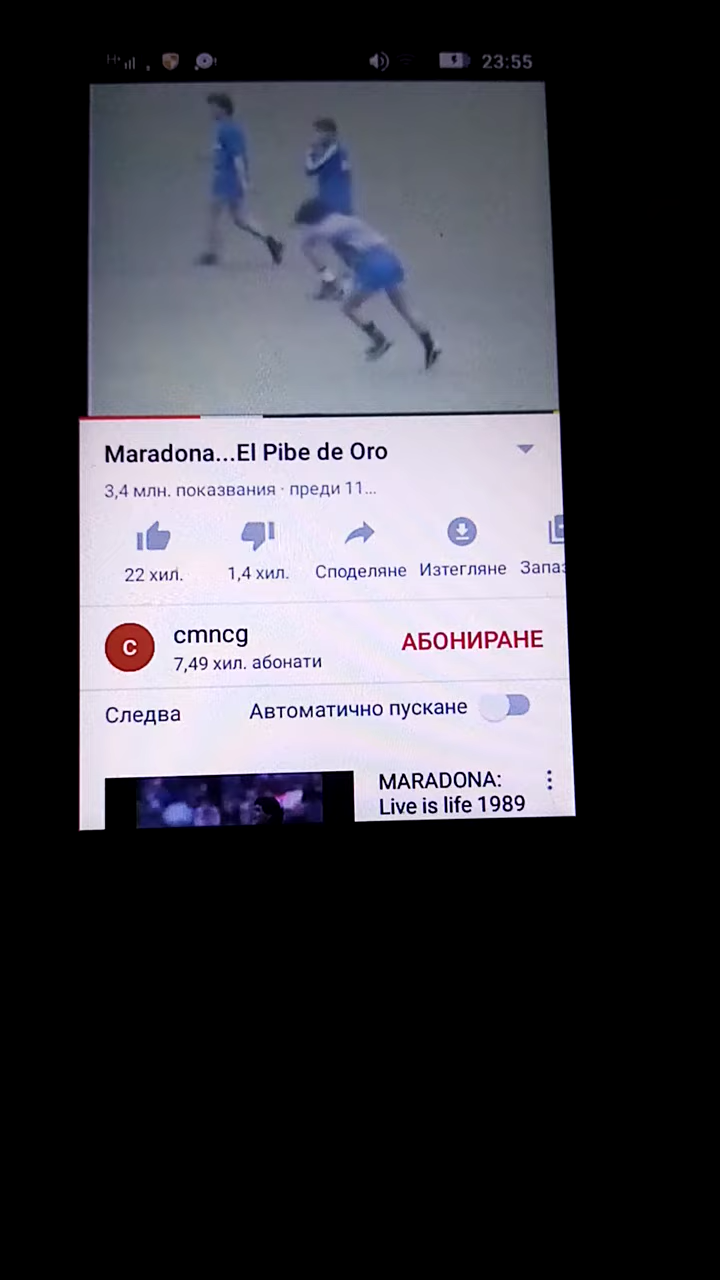 H+
23:55
Maradona...El Pibe de Oro
3,4 млн. показвания · преди 11...
22 хил.
1,4 хил.
Споделяне
Изтегляне
Запаз
c
cmncg
7,49 хил. абонати
АБОНИРАНЕ
Следва
Автоматично пускане
MARADONA:
Live is life 1989